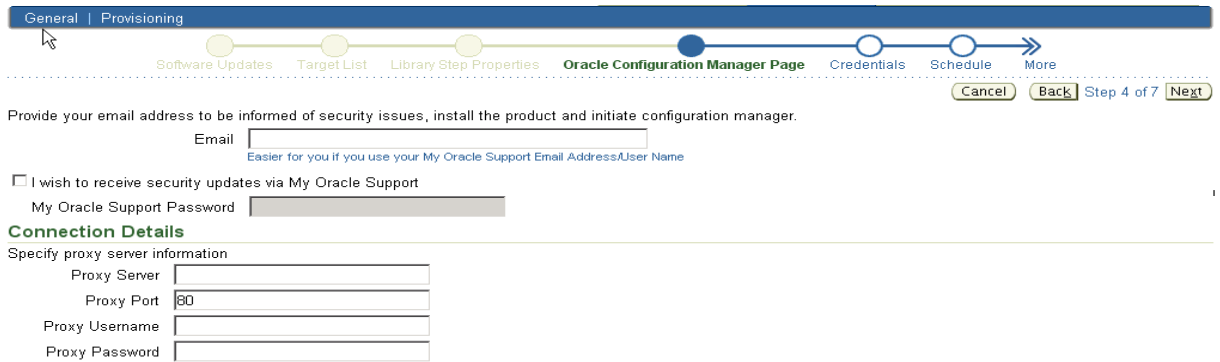 General | Provisioning
Software Updates Target List Library Step Properties Oracle Configuration Manager Page Credentials Schedule More
Cancel Back Step 4 of 7 Next
Provide your email address to be informed of security issues, install the product and initiate configuration manager.
Email
Easier for you if you use your My Oracle Support Email Address/User Name
I wish to receive security updates via My Oracle Support
My Oracle Support Password
Connection Details
Specify proxy server information
Proxy Server
Proxy Port 80
Proxy Username
Proxy Password